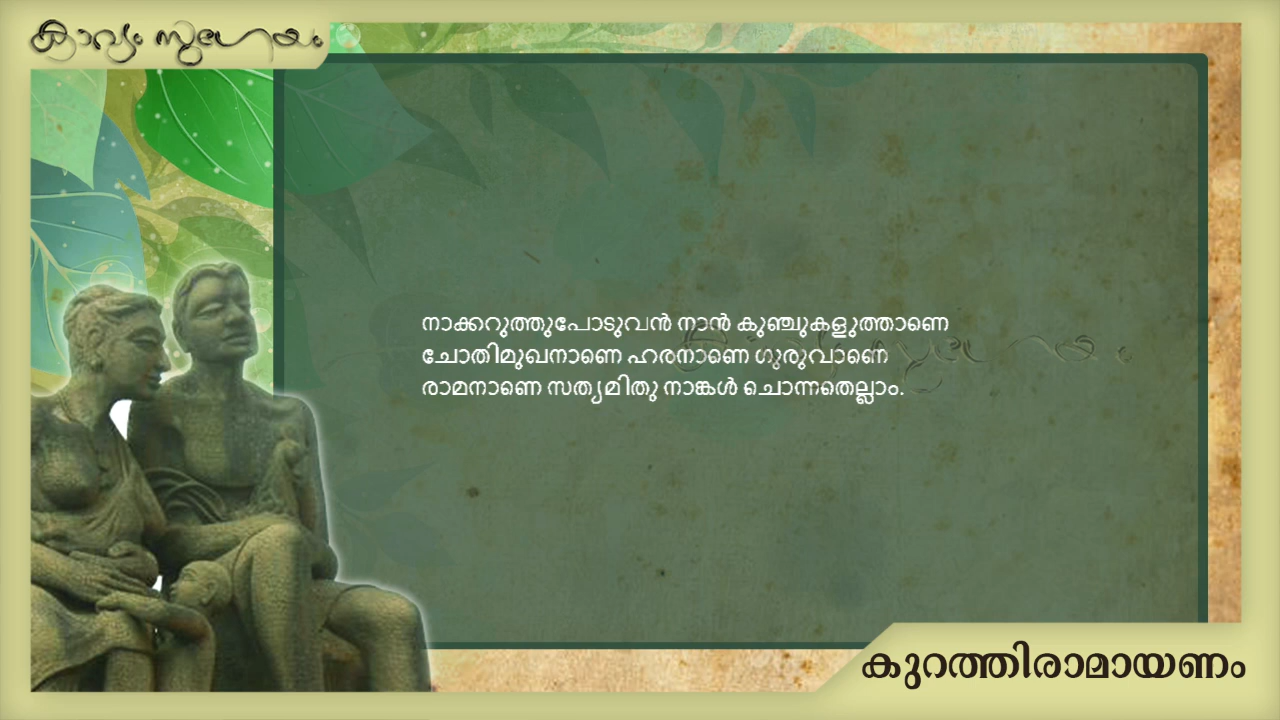 കാവ്യം സുഗേയം
നാക്കറുത്തുപോടുവൻ നാൻ കുഞ്ചുകളുത്താണെ
ചോതിമുഖനാണെ ഹരനാണെ ഗുരുവാണെ
രാമനാണെ സത്യമിതു നാങ്കൾ ചൊന്നതെല്ലാം.
കുറത്തിരാമായണം